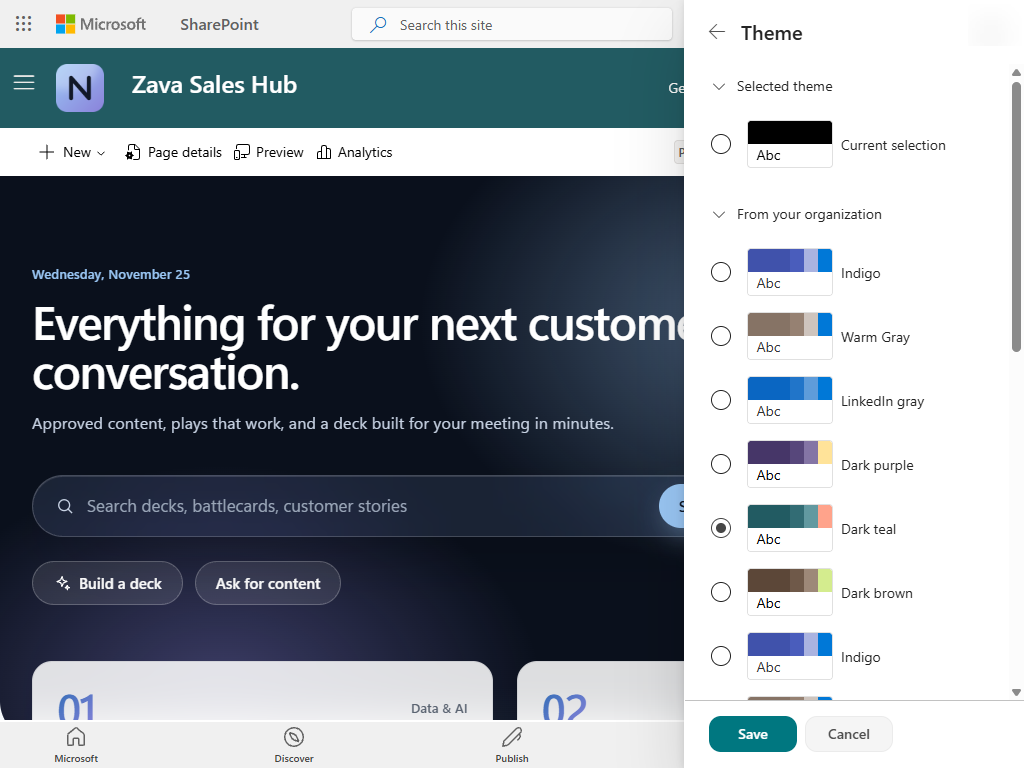 Microsoft
SharePoint
Search this site
N
Zava Sales Hub
Ge
New
Page details
Preview
Analytics
P
Wednesday, November 25
Everything for your next custome
conversation.
Approved content, plays that work, and a deck built for your meeting in minutes.
Search decks, battlecards, customer stories
S
Build a deck
Ask for content
01
Data & AI
02
Microsoft
Discover
Publish
Theme
Selected theme
Abc
Current selection
From your organization
Abc
Indigo
Abc
Warm Gray
Abc
LinkedIn gray
Abc
Dark purple
Abc
Dark teal
Abc
Dark brown
Abc
Indigo
Save
Cancel